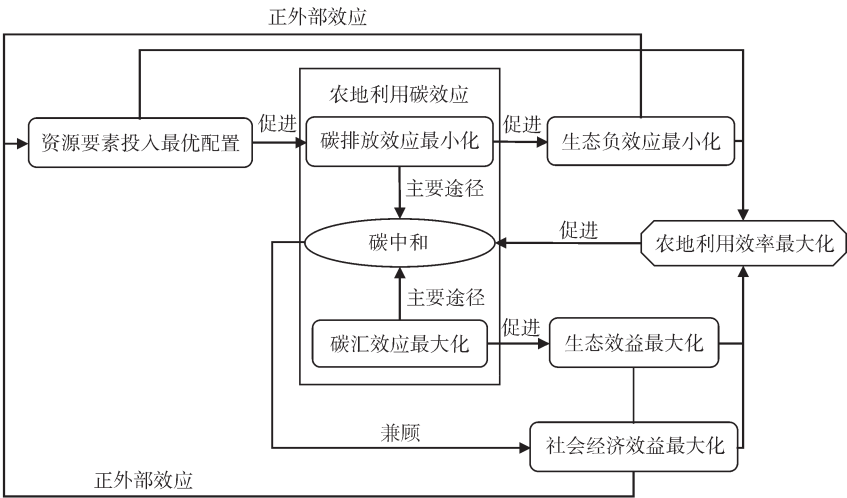 正外部效应
农地利用碳效应
资源要素投入最优配置
促进
碳排放效应最小化
促进
生态负效应最小化
主要途径
碳中和
促进
农地利用效率最大化
主要途径
碳汇效应最大化
促进
生态效益最大化
兼顾
社会经济效益最大化
正外部效应